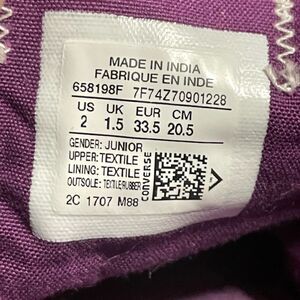 MADE IN INDIA
FABRIQUE EN INDE
658198F 7F74Z70901228
US UK EUR CM
2 1.5 33.5 20.5
GENDER: JUNIOR
UPPER: TEXTILE
LINING: TEXTILE
OUTSOLE: TEXTILE RUBBER
CONVERSE
2C 1707 M88